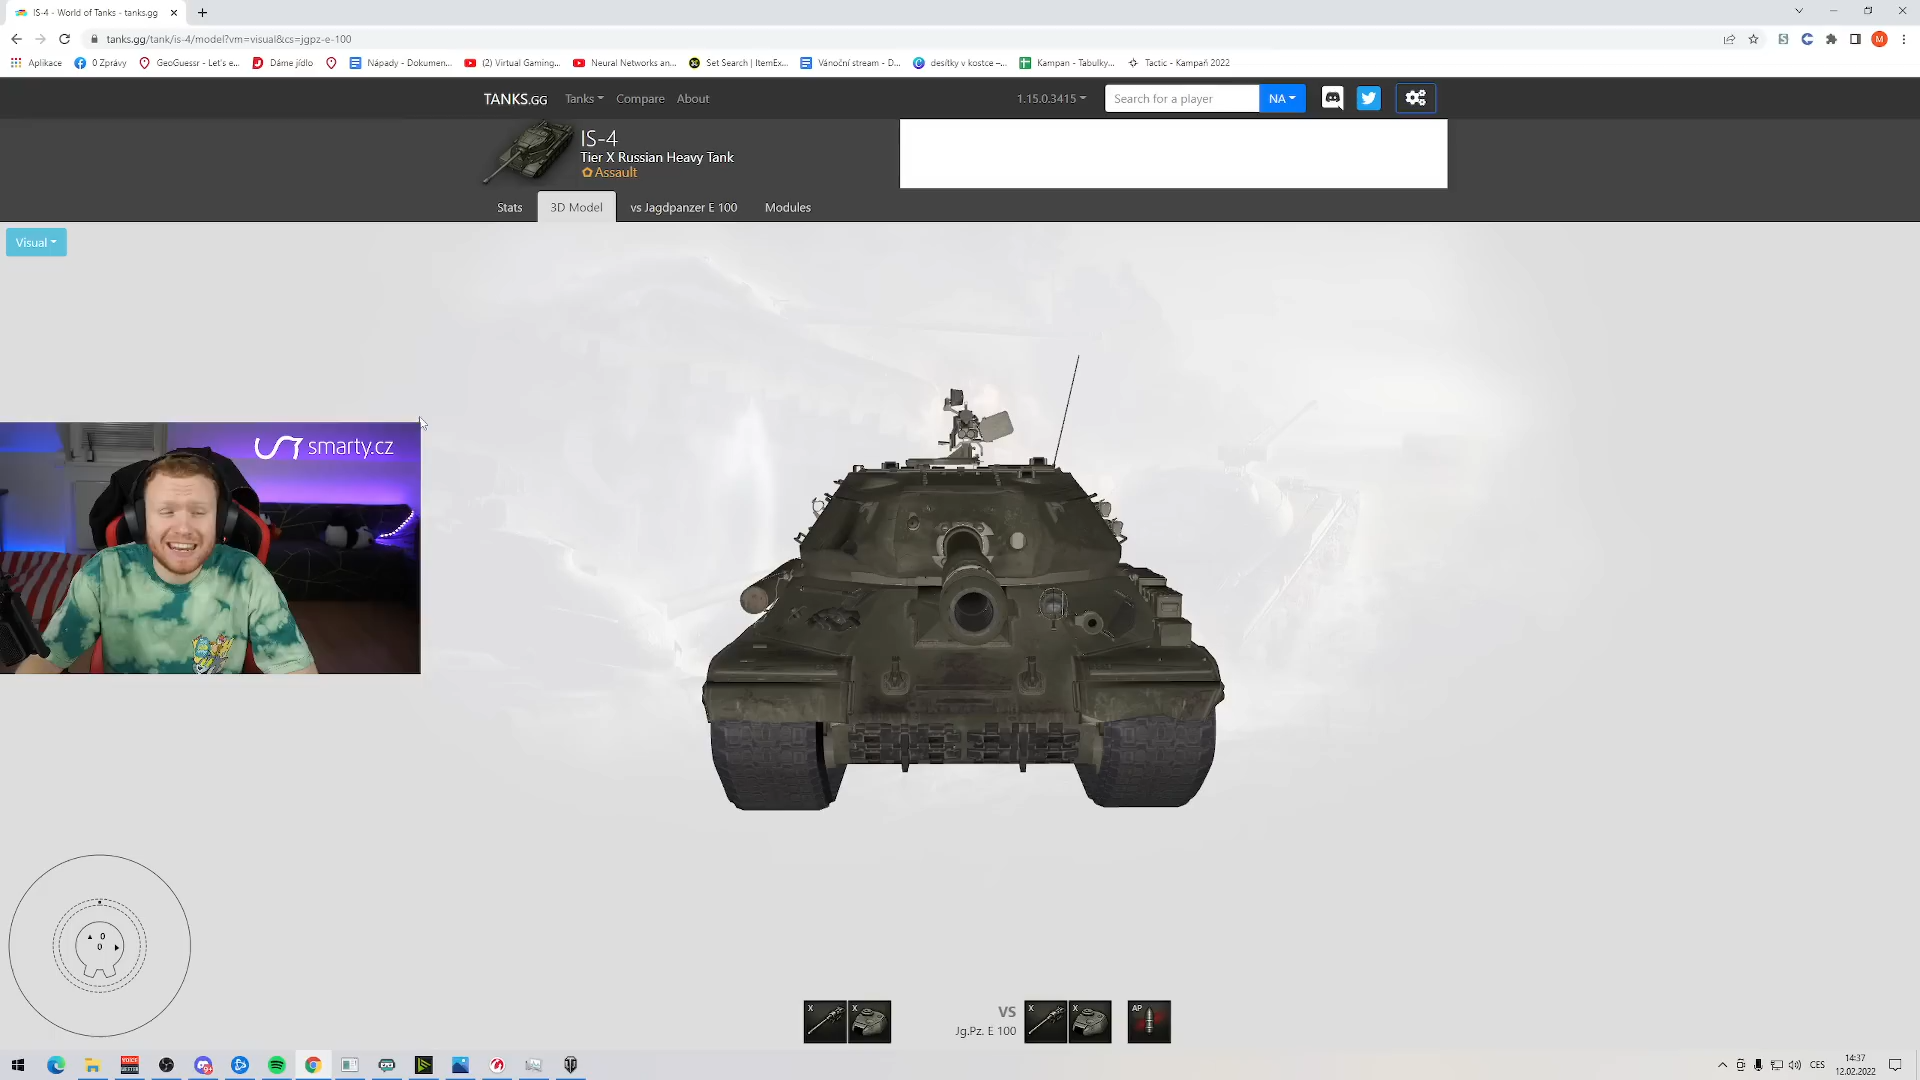 IS-4 - World of Tanks - tanks.gg
tanks.gg/tank/is-4/model?vm=visual&cs=jgpz-e-100
M
Aplikace
0 Zprávy
GeoGuessr - Let's e...
Dáme jídlo
Nápady - Dokumen...
(2) Virtual Gaming...
Neural Networks an...
Set Search | ItemEx...
Vánoční stream - D...
desítky v kostce –...
Kampan - Tabulky...
Tactic - Kampaň 2022
TANKS.GG
Tanks
Compare
About
1.15.0.3415
Search for a player
NA
IS-4
Tier X Russian Heavy Tank
Assault
Stats
3D Model
vs Jagdpanzer E 100
Modules
Visual
smarty.cz
0
0
X
X
VS
Jg.Pz. E 100
X
X
AP
CES
14:37
12.02.2022